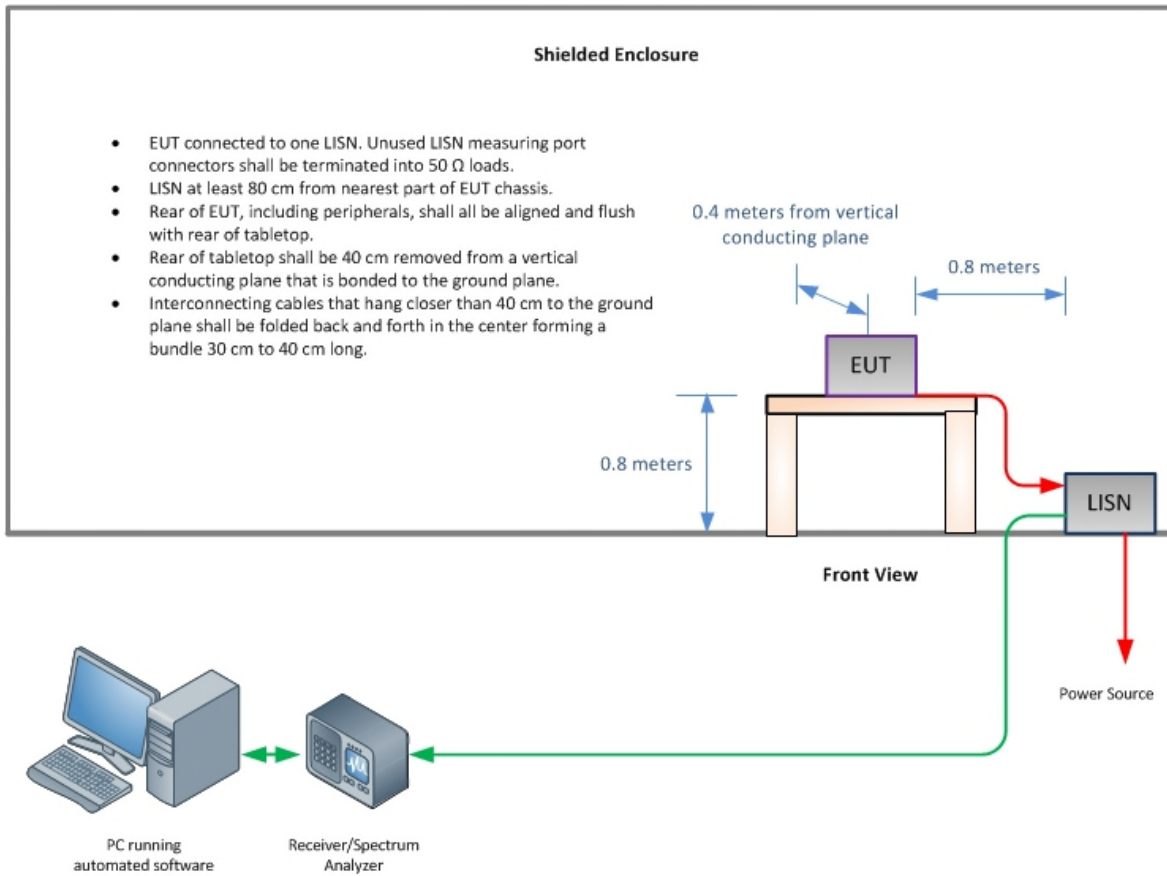 Shielded Enclosure
• EUT connected to one LISN. Unused LISN measuring port
connectors shall be terminated into 50 Ω loads.
• LISN at least 80 cm from nearest part of EUT chassis.
• Rear of EUT, including peripherals, shall all be aligned and flush
with rear of tabletop.
• Rear of tabletop shall be 40 cm removed from a vertical
conducting plane that is bonded to the ground plane.
• Interconnecting cables that hang closer than 40 cm to the ground
plane shall be folded back and forth in the center forming a
bundle 30 cm to 40 cm long.
0.4 meters from vertical
conducting plane
0.8 meters
EUT
0.8 meters
LISN
Front View
Power Source
PC running
automated software
Receiver/Spectrum
Analyzer